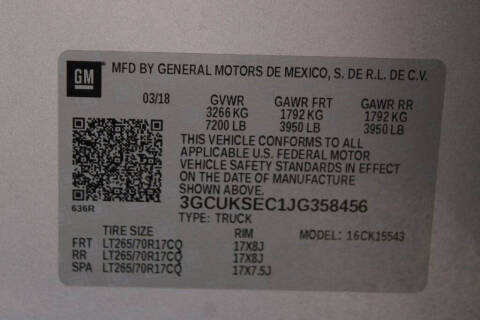 GM
MFD BY GENERAL MOTORS DE MEXICO, S. DE R.L. DE C.V.
03/18 GVWR GAWR FRT GAWR RR
3266 KG 1792 KG 1792 KG
7200 LB 3950 LB 3950 LB
THIS VEHICLE CONFORMS TO ALL
APPLICABLE U.S. FEDERAL MOTOR
VEHICLE SAFETY STANDARDS IN EFFECT
ON THE DATE OF MANUFACTURE
SHOWN ABOVE.
636R 3GCUKSEC1JG358456
TYPE: TRUCK
TIRE SIZE RIM MODEL: 16CK15543
FRT LT265/70R17CQ 17X8J
RR LT265/70R17CQ 17X8J
SPA LT265/70R17CQ 17X7.5J